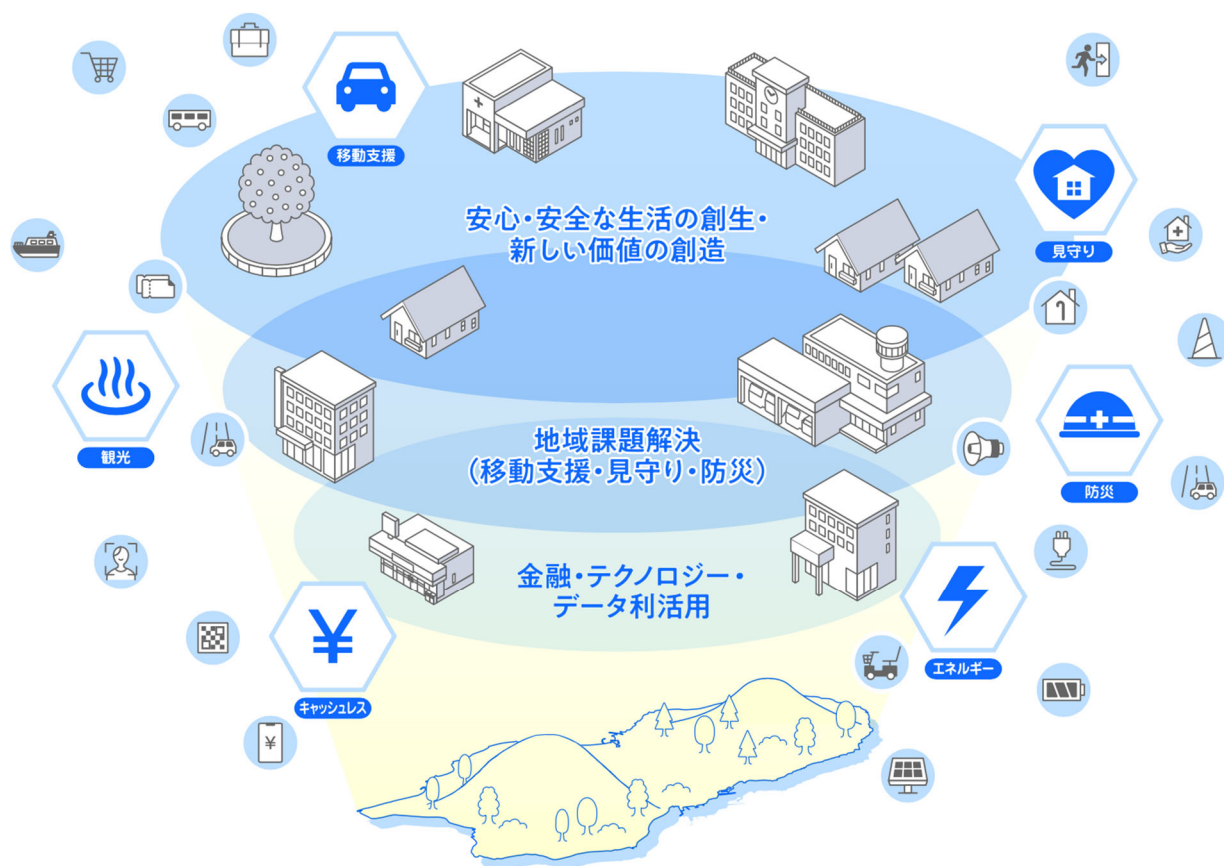 移動支援
安心・安全な生活の創生・
新しい価値の創造
見守り
観光
地域課題解決
（移動支援・見守り・防災）
防災
金融・テクノロジー・
データ利活用
エネルギー
¥
キャッシュレス
¥